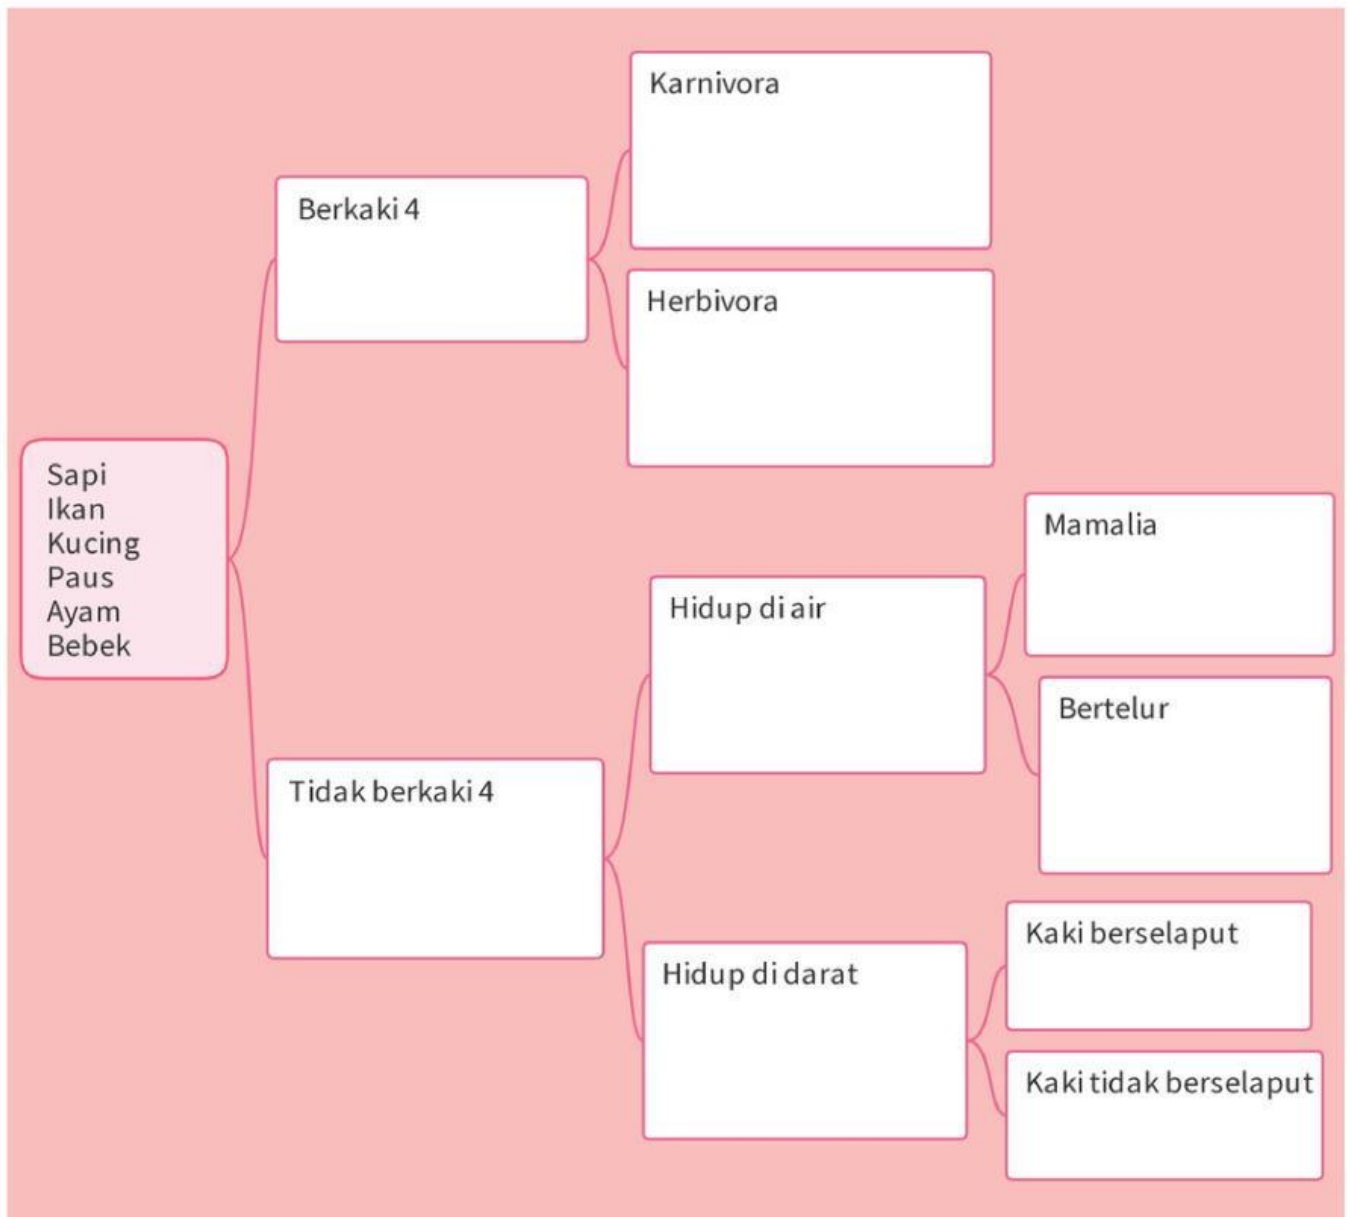 Karnivora
Berkaki 4
Herbivora
Sapi
Ikan
Kucing
Paus
Ayam
Bebek
Mamalia
Hidup di air
Bertelur
Tidak berkaki 4
Kaki berselaput
Hidup di darat
Kaki tidak berselaput